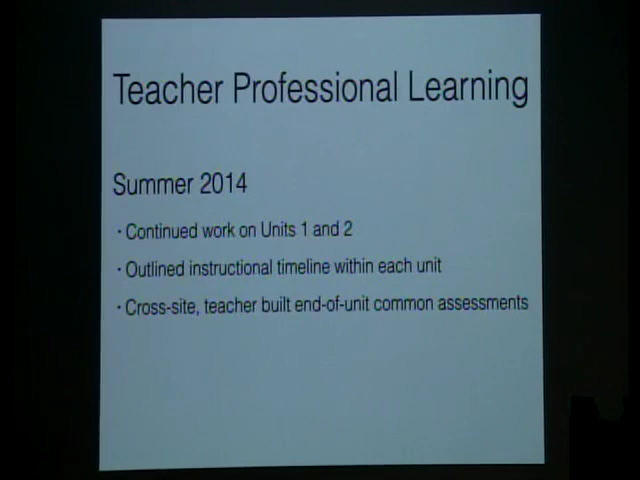 Teacher Professional Learning
Summer 2014
· Continued work on Units 1 and 2
· Outlined instructional timeline within each unit
· Cross-site, teacher built end-of-unit common assessments